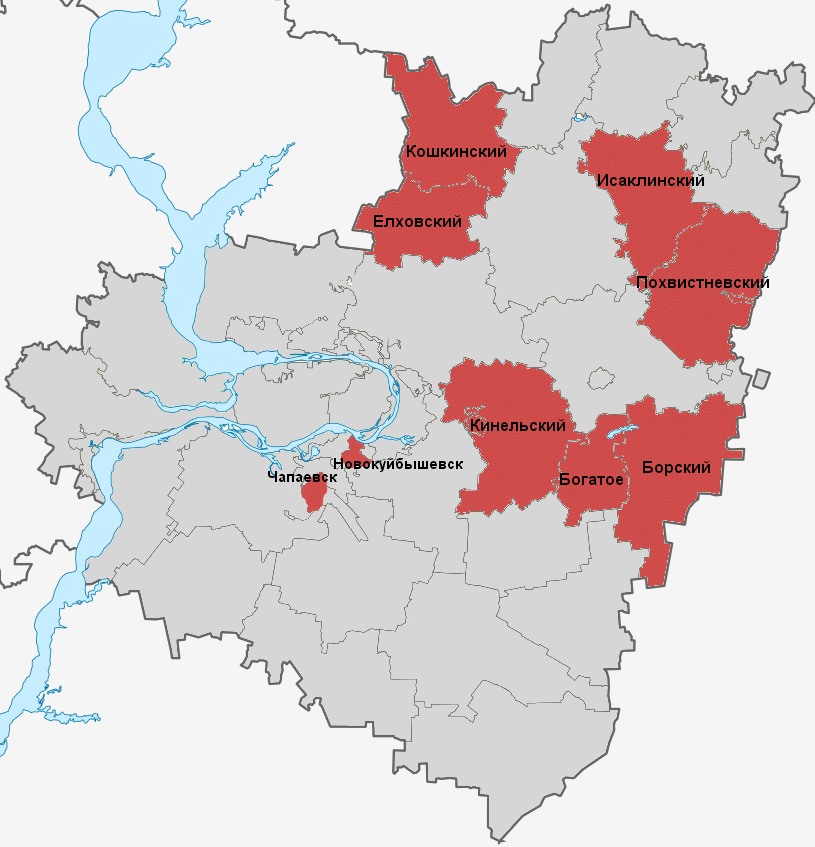 Кошкинский
Исаклинский
Елховский
Похвистневский
Кинельский
Новокуйбышевск
Борский
Чапаевск
Богатое